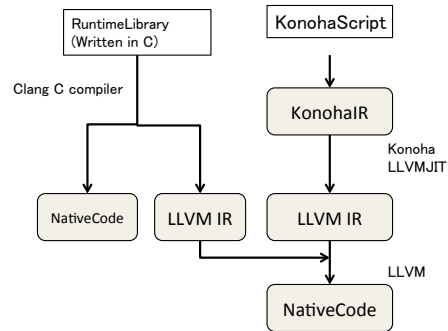 RuntimeLibrary
(Written in C)
KonohaScript
Clang C compiler
KonohaIR
Konoha
LLVMJIT
NativeCode
LLVM IR
LLVM IR
LLVM
NativeCode